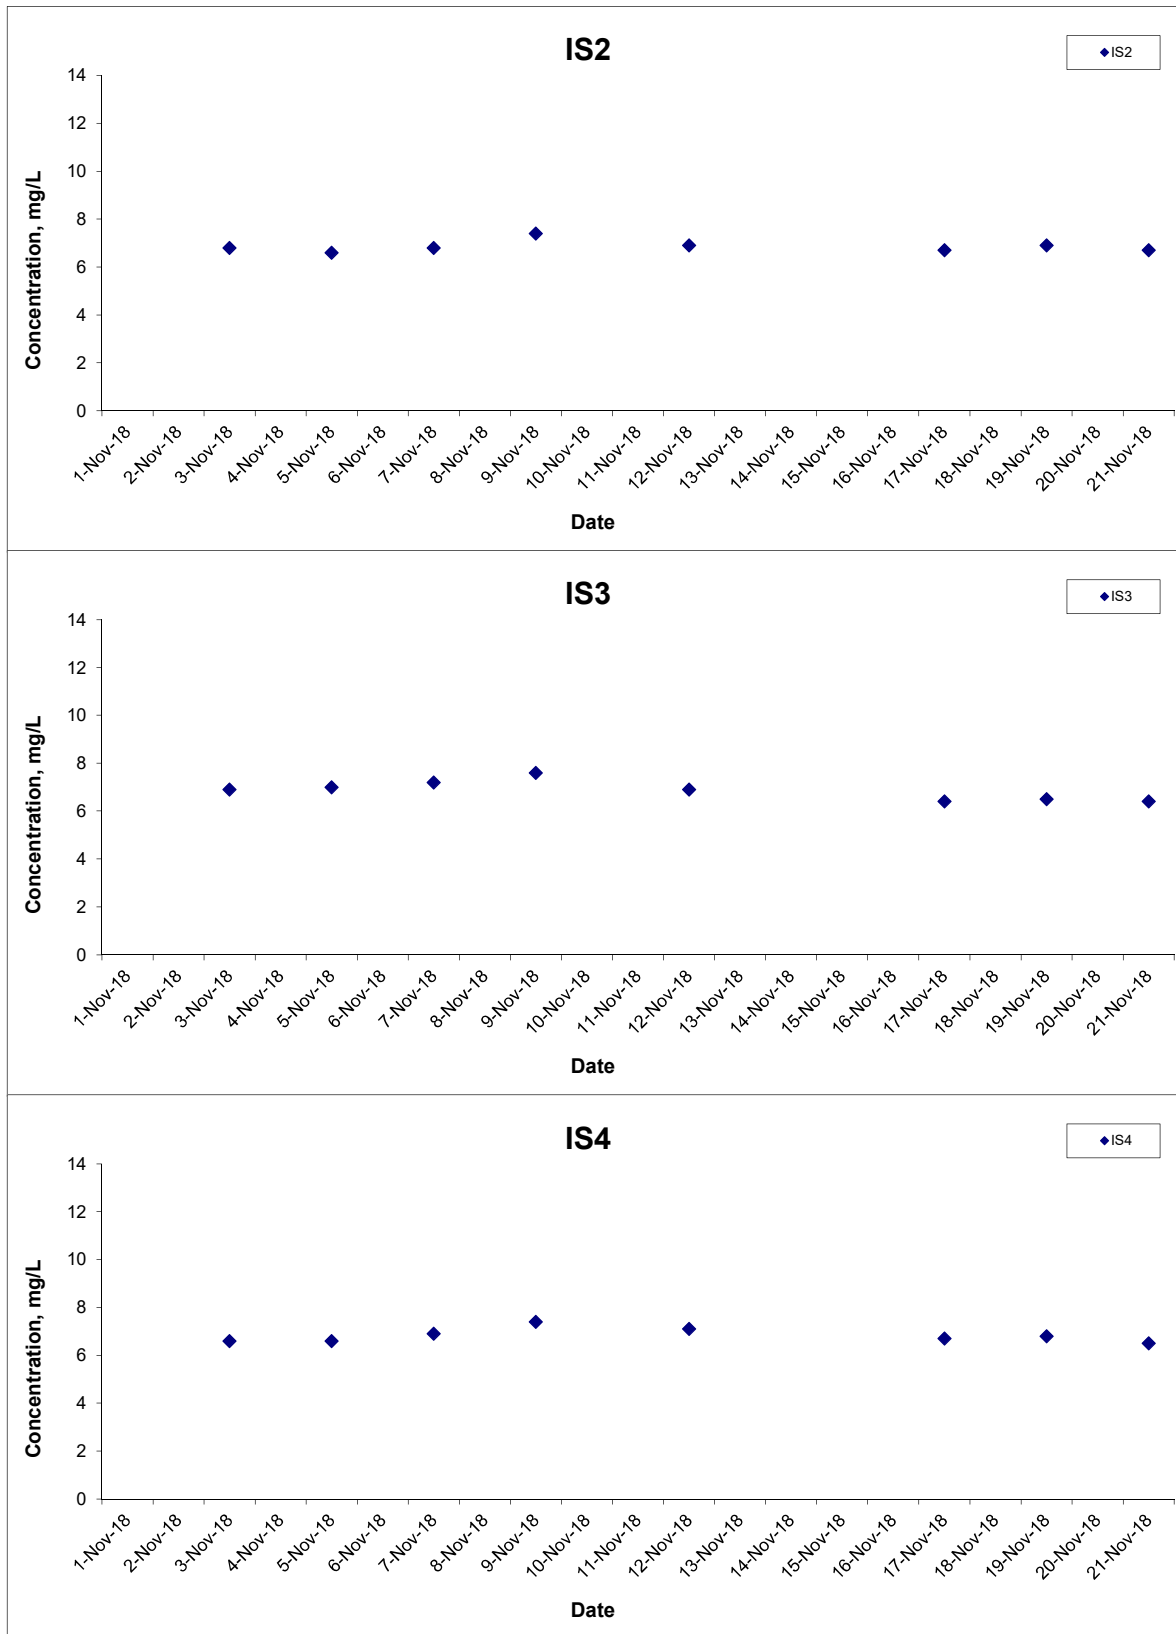 IS2
IS2
14
12
10
8
6
4
2
0
Concentration, mg/L
1-Nov-18
2-Nov-18
3-Nov-18
4-Nov-18
5-Nov-18
6-Nov-18
7-Nov-18
8-Nov-18
9-Nov-18
10-Nov-18
11-Nov-18
12-Nov-18
13-Nov-18
14-Nov-18
15-Nov-18
16-Nov-18
17-Nov-18
18-Nov-18
19-Nov-18
20-Nov-18
21-Nov-18
Date
IS3
IS3
14
12
10
8
6
4
2
0
Concentration, mg/L
1-Nov-18
2-Nov-18
3-Nov-18
4-Nov-18
5-Nov-18
6-Nov-18
7-Nov-18
8-Nov-18
9-Nov-18
10-Nov-18
11-Nov-18
12-Nov-18
13-Nov-18
14-Nov-18
15-Nov-18
16-Nov-18
17-Nov-18
18-Nov-18
19-Nov-18
20-Nov-18
21-Nov-18
Date
IS4
IS4
14
12
10
8
6
4
2
0
Concentration, mg/L
1-Nov-18
2-Nov-18
3-Nov-18
4-Nov-18
5-Nov-18
6-Nov-18
7-Nov-18
8-Nov-18
9-Nov-18
10-Nov-18
11-Nov-18
12-Nov-18
13-Nov-18
14-Nov-18
15-Nov-18
16-Nov-18
17-Nov-18
18-Nov-18
19-Nov-18
20-Nov-18
21-Nov-18
Date